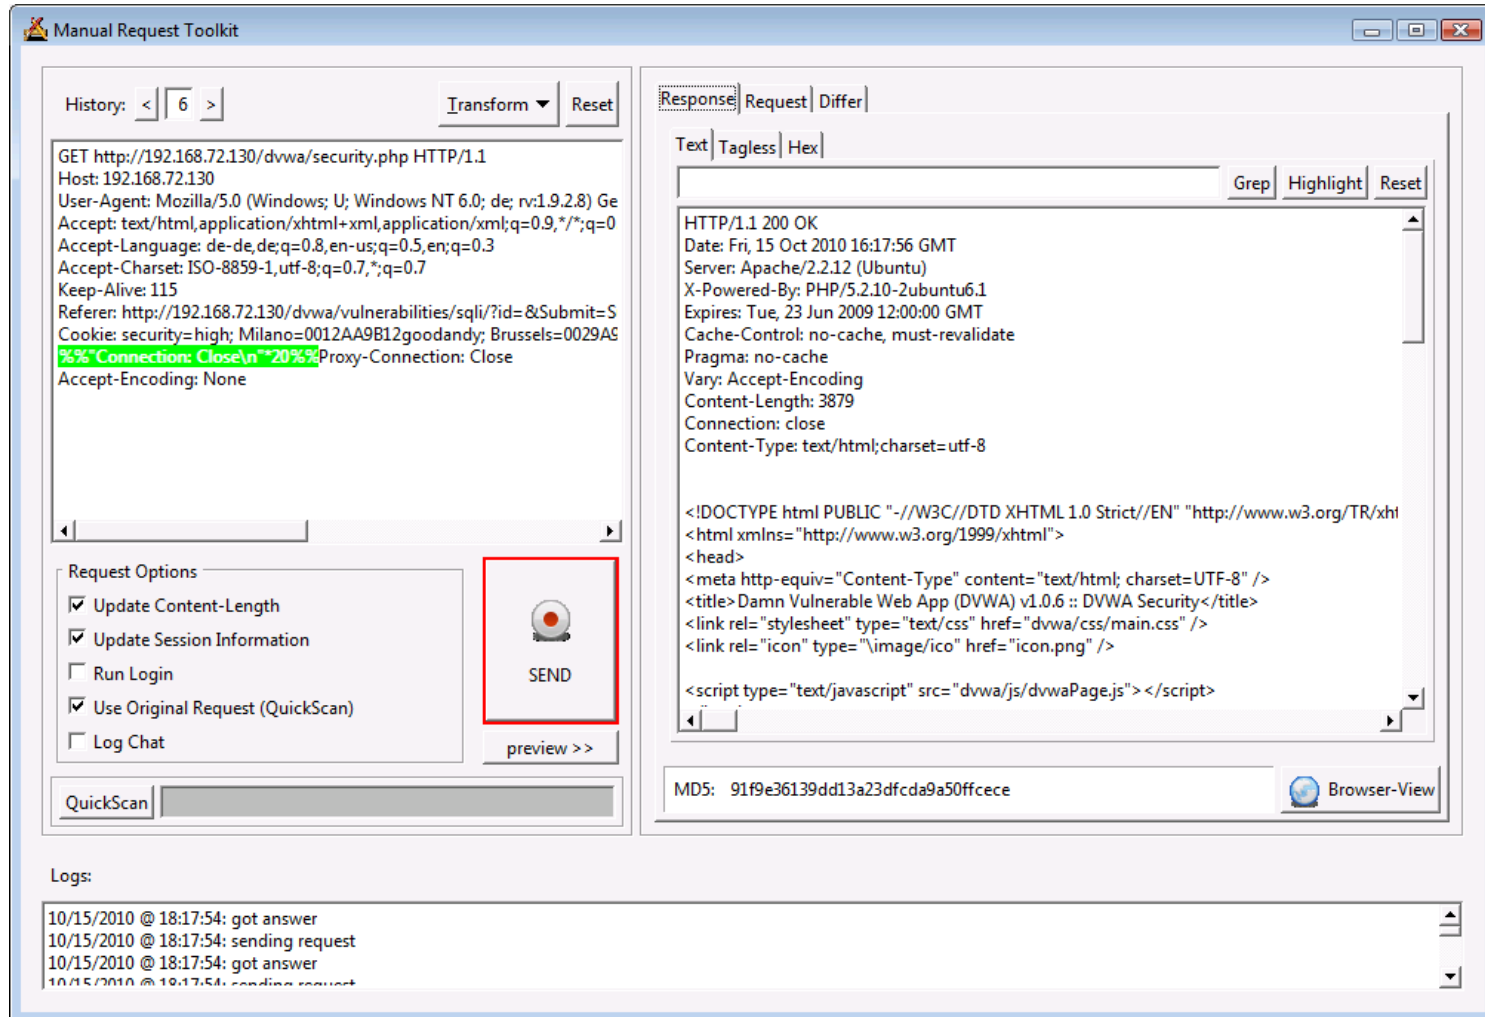 Manual Request Toolkit
History: < 6 > Transform Reset
GET http://192.168.72.130/dvwa/security.php HTTP/1.1
Host: 192.168.72.130
User-Agent: Mozilla/5.0 (Windows; U; Windows NT 6.0; de; rv:1.9.2.8) Ge
Accept: text/html,application/xhtml+xml,application/xml;q=0.9,*/*;q=0
Accept-Language: de-de,de;q=0.8,en-us;q=0.5,en;q=0.3
Accept-Charset: ISO-8859-1,utf-8;q=0.7,*;q=0.7
Keep-Alive: 115
Referer: http://192.168.72.130/dvwa/vulnerabilities/sqli/?id=&Submit=S
Cookie: security=high; Milano=0012AA9B12goodandy; Brussels=0029A9
%%"Connection: Close\n"*20%%Proxy-Connection: Close
Accept-Encoding: None
Request Options
Update Content-Length
Update Session Information
Run Login
Use Original Request (QuickScan)
Log Chat
SEND
preview >>
QuickScan
Response Request Differ
Text Tagless Hex
Grep Highlight Reset
HTTP/1.1 200 OK
Date: Fri, 15 Oct 2010 16:17:56 GMT
Server: Apache/2.2.12 (Ubuntu)
X-Powered-By: PHP/5.2.10-2ubuntu6.1
Expires: Tue, 23 Jun 2009 12:00:00 GMT
Cache-Control: no-cache, must-revalidate
Pragma: no-cache
Vary: Accept-Encoding
Content-Length: 3879
Connection: close
Content-Type: text/html;charset=utf-8
<!DOCTYPE html PUBLIC "-//W3C//DTD XHTML 1.0 Strict//EN" "http://www.w3.org/TR/xht
<html xmlns="http://www.w3.org/1999/xhtml">
<head>
<meta http-equiv="Content-Type" content="text/html; charset=UTF-8" />
<title>Damn Vulnerable Web App (DVWA) v1.0.6 :: DVWA Security</title>
<link rel="stylesheet" type="text/css" href="dvwa/css/main.css" />
<link rel="icon" type="\image/ico" href="icon.png" />
<script type="text/javascript" src="dvwa/js/dvwaPage.js"></script>
MD5: 91f9e36139dd13a23dfcda9a50ffcece
Browser-View
Logs:
10/15/2010 @ 18:17:54: got answer
10/15/2010 @ 18:17:54: sending request
10/15/2010 @ 18:17:54: got answer
10/15/2010 @ 18:17:54: sending request